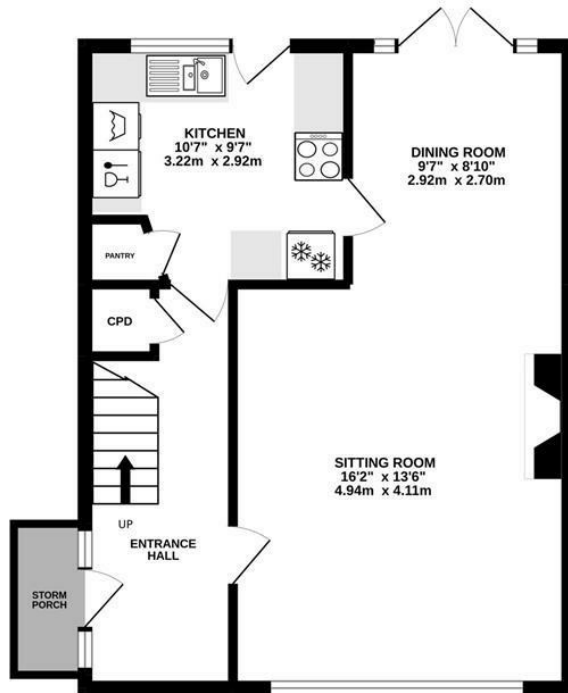 KITCHEN
10'7" x 9'7"
3.22m x 2.92m
DINING ROOM
9'7" x 8'10"
2.92m x 2.70m
PANTRY
CPD
SITTING ROOM
16'2" x 13'6"
4.94m x 4.11m
UP
ENTRANCE
HALL
STORM
PORCH